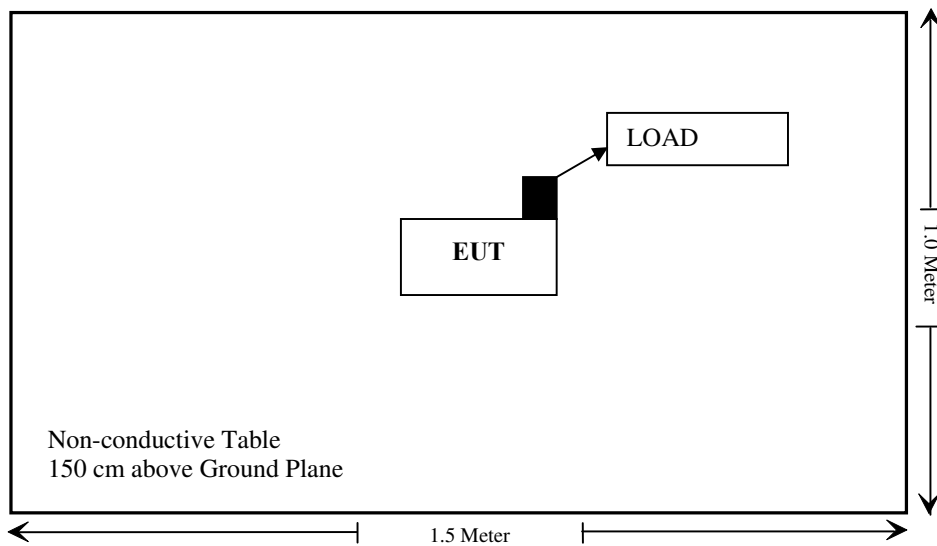 LOAD
EUT
1.0 Meter
Non-conductive Table
150 cm above Ground Plane
1.5 Meter